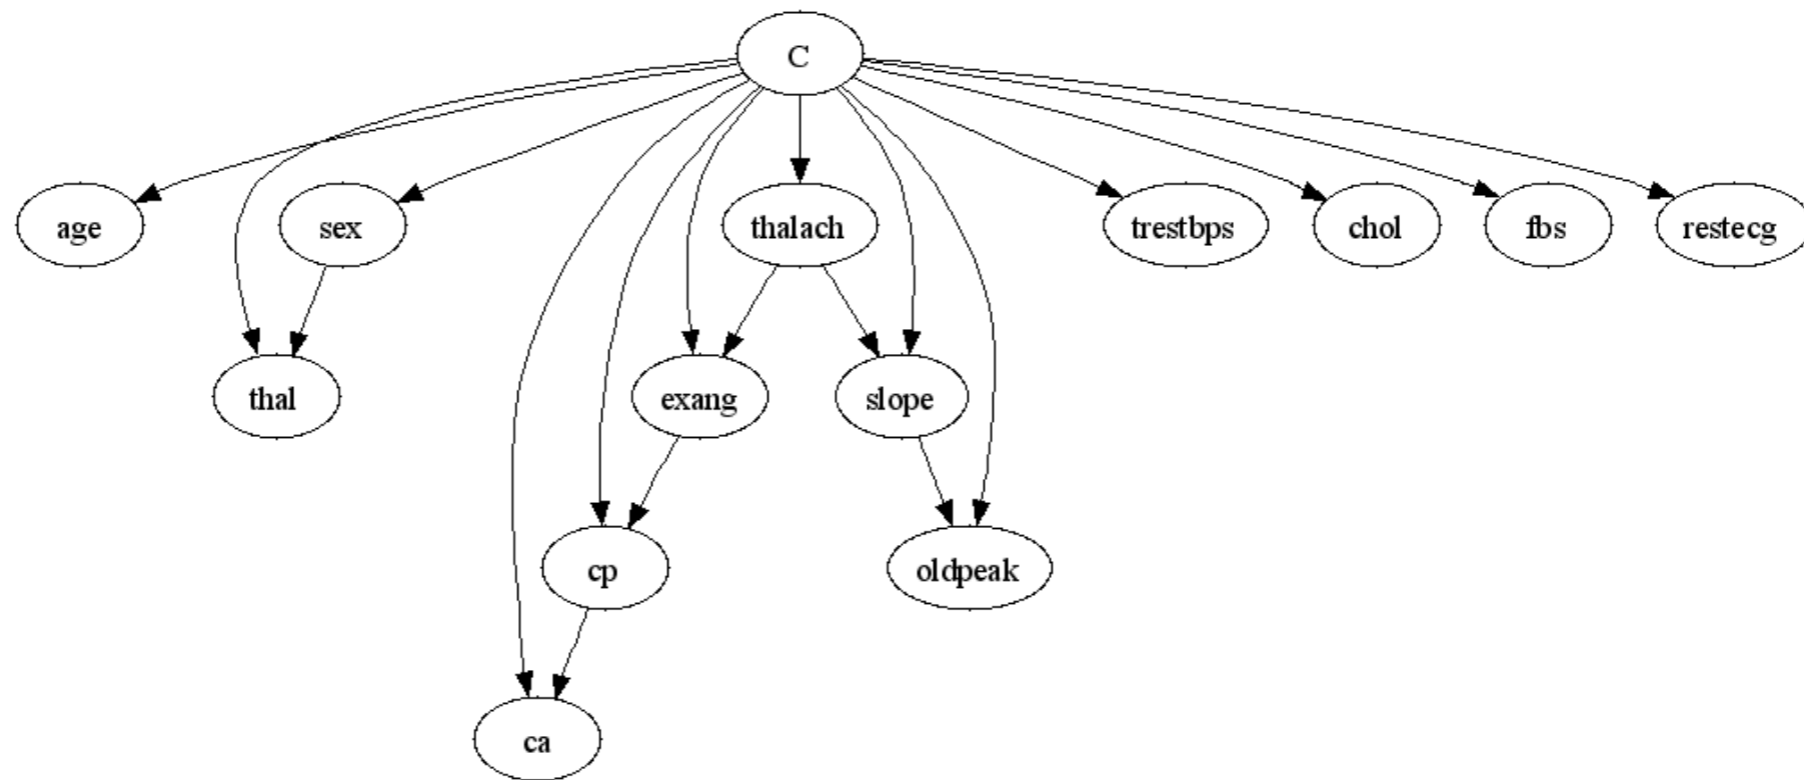 C
age
sex
thalach
trestbps
chol
fbs
restecg
thal
exang
slope
cp
oldpeak
ca